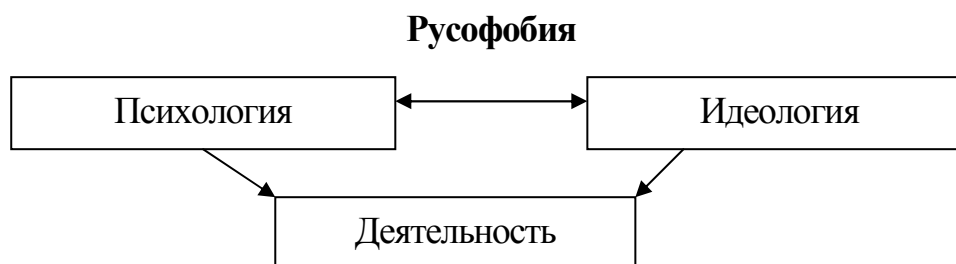 Русофобия
Психология
Идеология
Деятельность